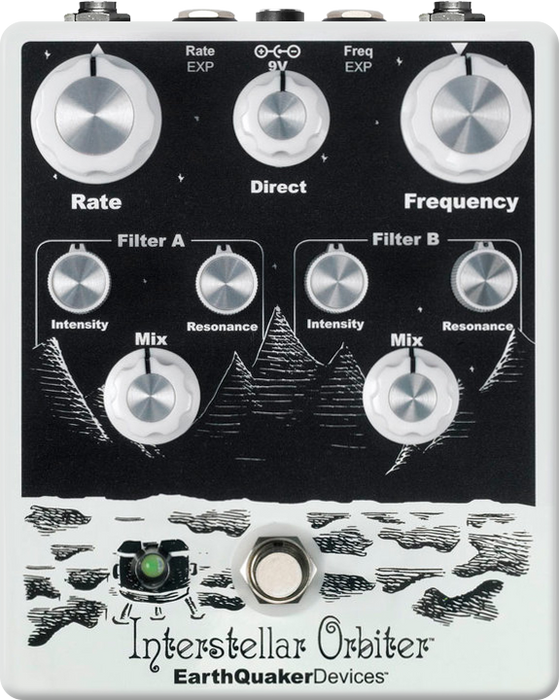 Rate
EXP
9V
Freq
EXP
Rate
Direct
Frequency
Filter A
Filter B
Intensity
Resonance
Intensity
Resonance
Mix
Mix
Interstellar Orbiter™
EarthQuakerDevices™